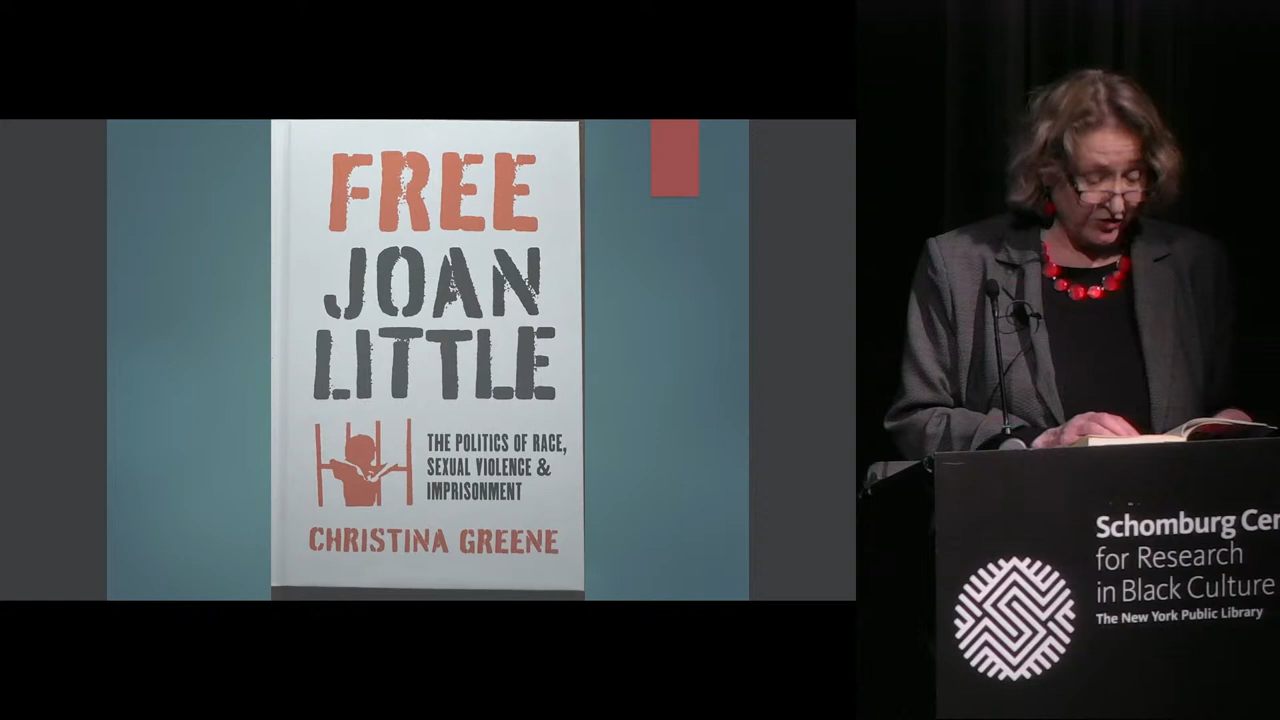 FREE
JOAN
LITTLE
THE POLITICS OF RACE,
SEXUAL VIOLENCE &
IMPRISONMENT
CHRISTINA GREENE
Schomburg Cen
for Research
in Black Culture
The New York Public Library